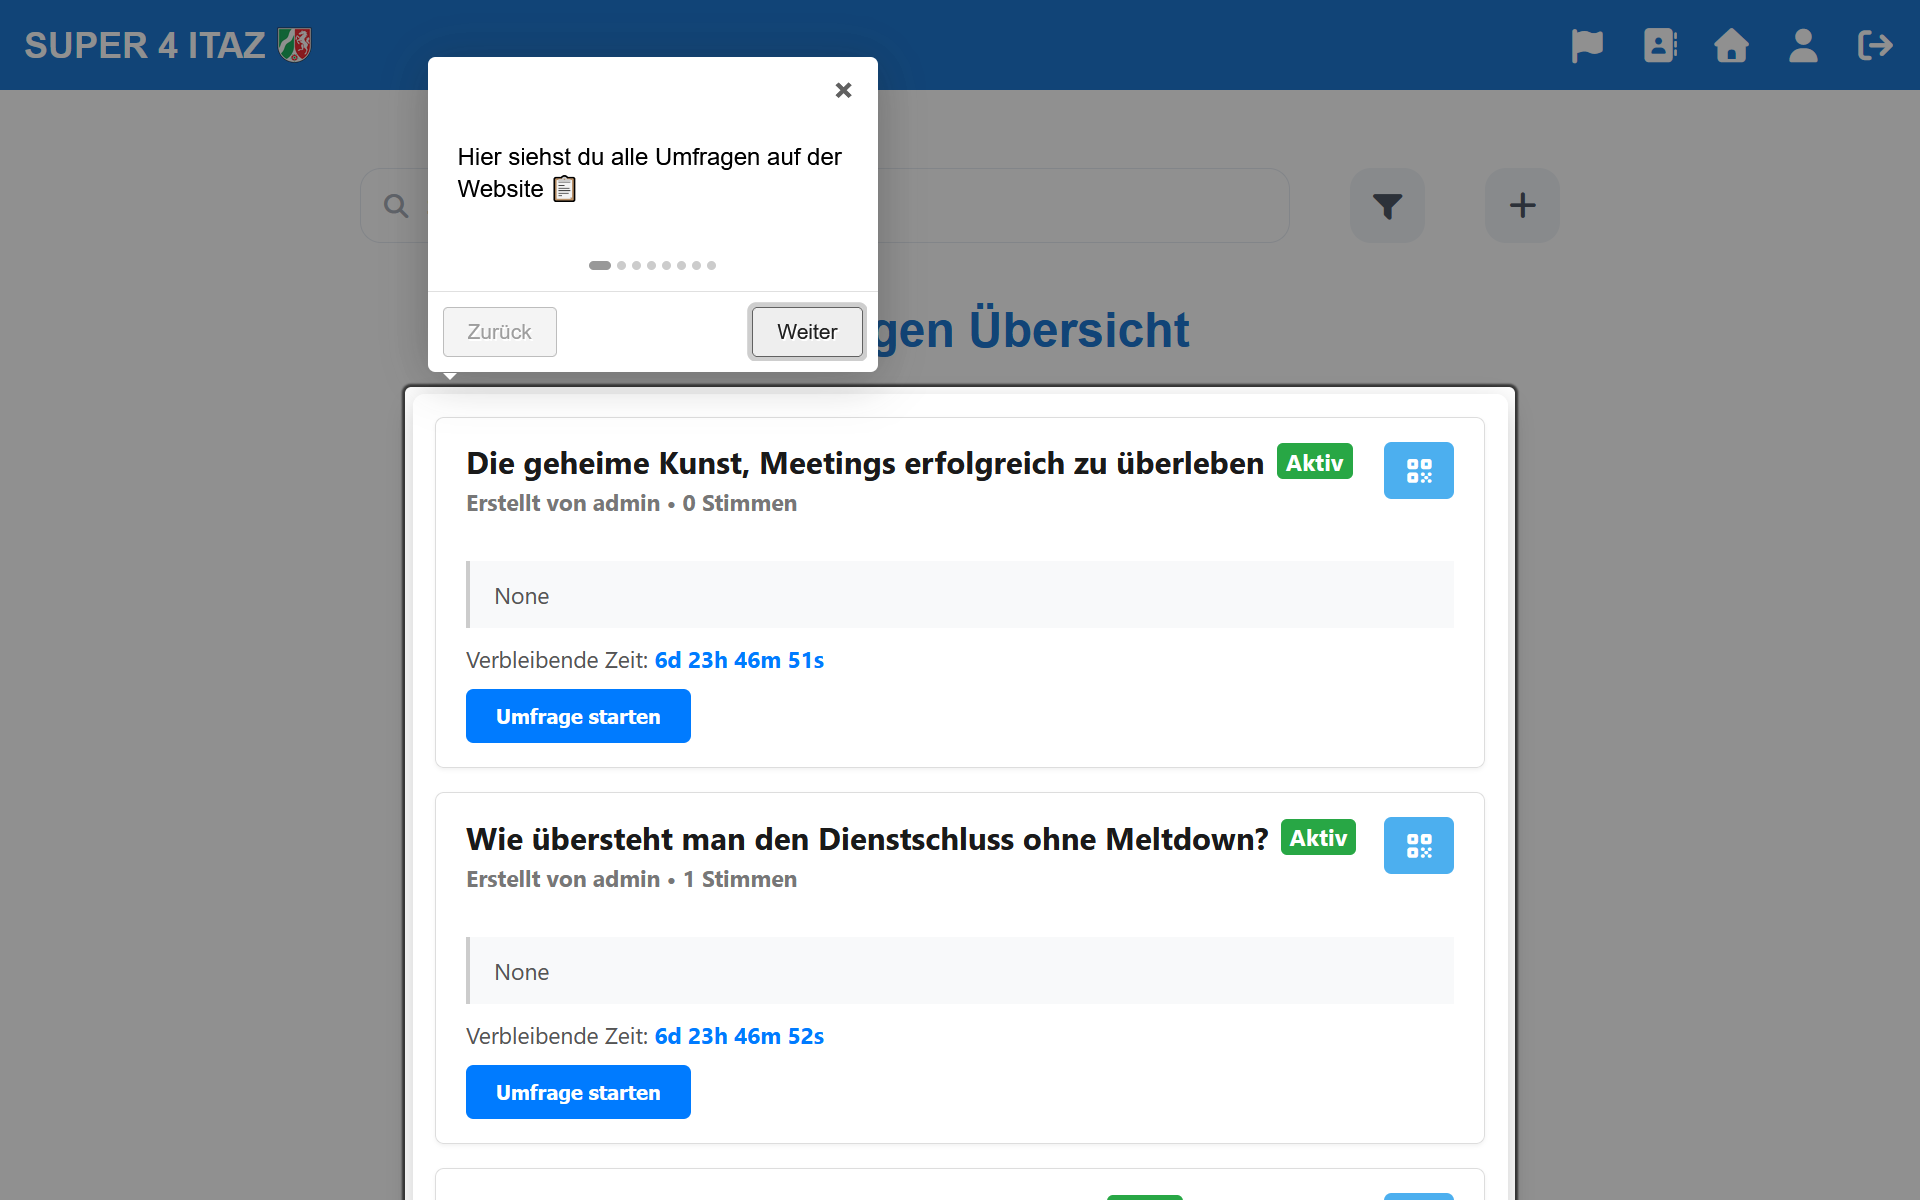 SUPER 4 ITAZ
Hier siehst du alle Umfragen auf der
Website
Zurück
Weiter
gen Übersicht
Die geheime Kunst, Meetings erfolgreich zu überleben
Aktiv
Erstellt von admin • 0 Stimmen
None
Verbleibende Zeit: 6d 23h 46m 51s
Umfrage starten
Wie übersteht man den Dienstschluss ohne Meltdown?
Aktiv
Erstellt von admin • 1 Stimmen
None
Verbleibende Zeit: 6d 23h 46m 52s
Umfrage starten